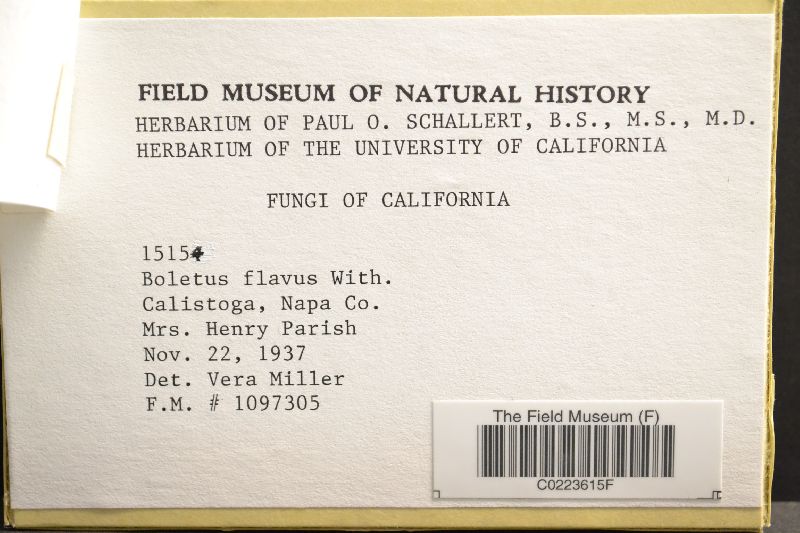 FIELD MUSEUM OF NATURAL HISTORY
HERBARIUM OF PAUL O. SCHALLERT, B.S., M.S., M.D.
HERBARIUM OF THE UNIVERSITY OF CALIFORNIA
FUNGI OF CALIFORNIA
15154
Boletus flavus With.
Calistoga, Napa Co.
Mrs. Henry Parish
Nov. 22, 1937
Det. Vera Miller
F.M. # 1097305
The Field Museum (F)
C0223615F